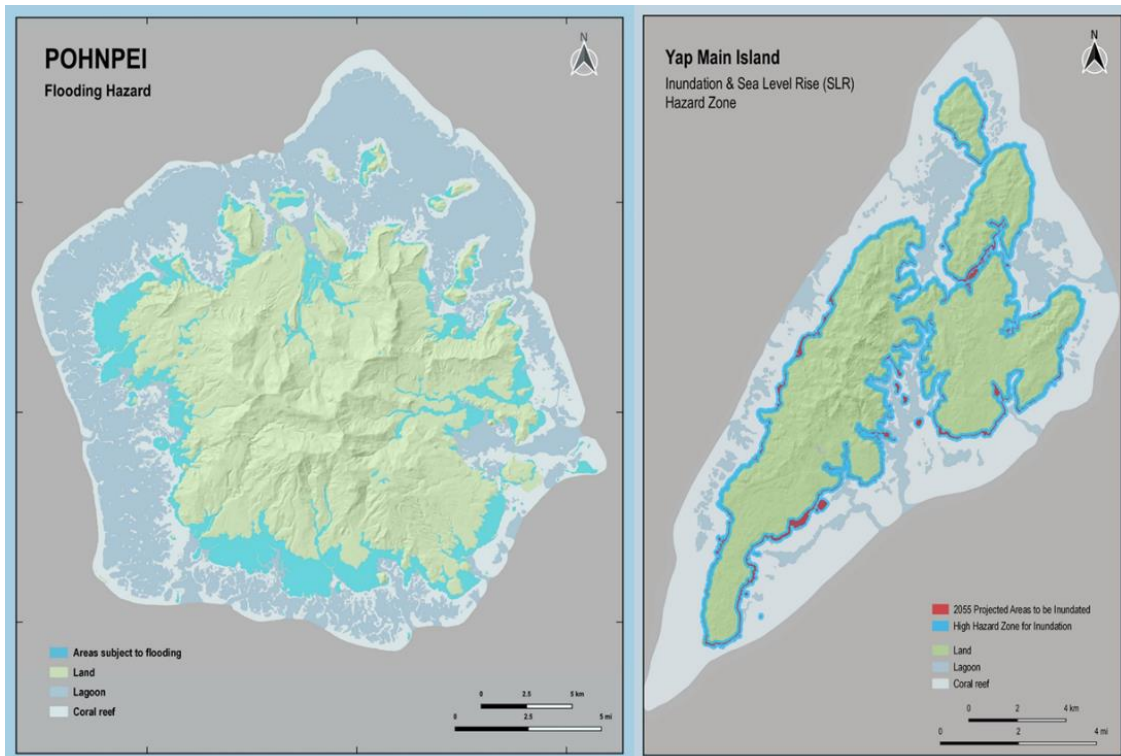 POHNPEI
Flooding Hazard
N
Areas subject to flooding
Land
Lagoon
Coral reef
0 2.5 5 km
0 2.5 5 mi
Yap Main Island
Inundation & Sea Level Rise (SLR)
Hazard Zone
N
2055 Projected Areas to be Inundated
High Hazard Zone for Inundation
Land
Lagoon
Coral reef
0 2 4 km
0 2 4 mi